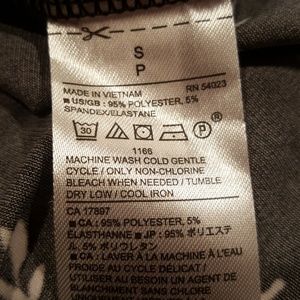 S
P
MADE IN VIETNAM RN 54023
■ US/GB : 95% POLYESTER, 5%
SPANDEX/ELASTANE
30 P
1166
MACHINE WASH COLD GENTLE
CYCLE / ONLY NON-CHLORINE
BLEACH WHEN NEEDED / TUMBLE
DRY LOW / COOL IRON
CA 17897
■ CA : 95% POLYESTER, 5%
ÉLASTHANNE ■ JP : 95% ポリエステ
ル, 5% ポリウレタン
■ CA : LAVER À LA MACHINE À L'EAU
FROIDE AU CYCLE DÉLICAT /
UTILISER AU BESOIN UN AGENT DE
BLANCHIMENT SANS CHLORE